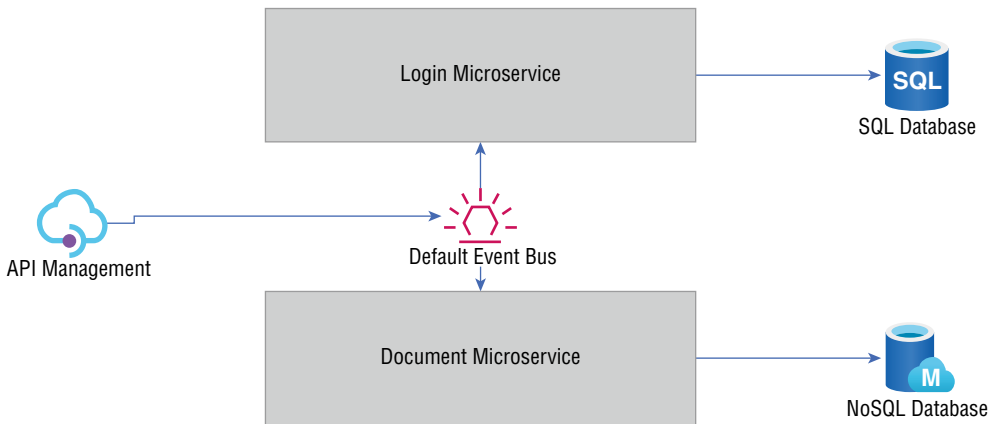 Login Microservice
SQL
SQL Database
API Management
Default Event Bus
Document Microservice
M
NoSQL Database